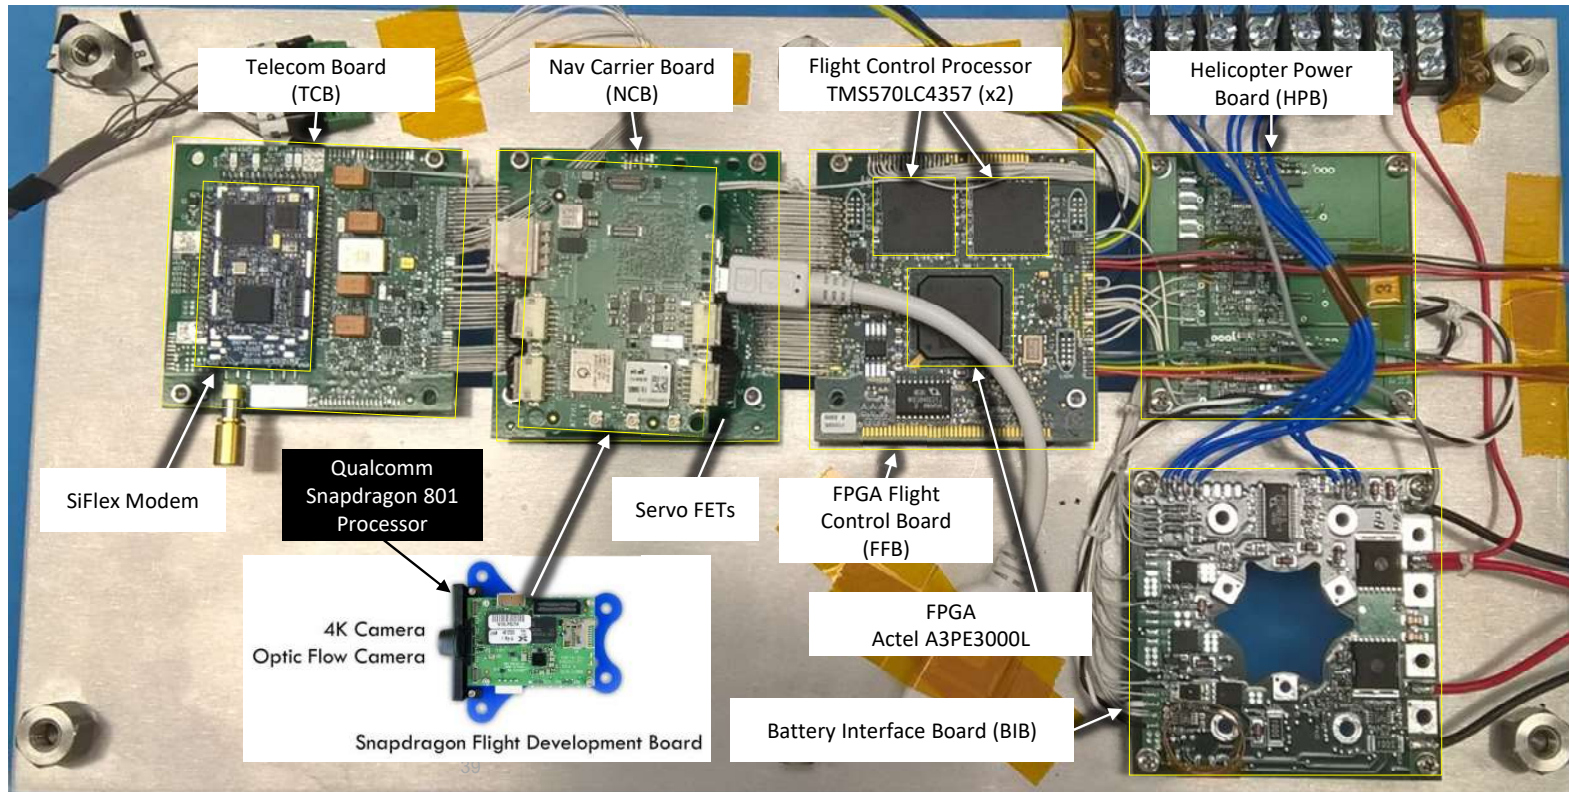 Telecom Board
(TCB)
Nav Carrier Board
(NCB)
Flight Control Processor
TMS570LC4357 (x2)
Helicopter Power
Board (HPB)
SiFlex Modem
Qualcomm
Snapdragon 801
Processor
Servo FETs
FPGA Flight
Control Board
(FFB)
FPGA
Actel A3PE3000L
4K Camera
Optic Flow Camera
Snapdragon Flight Development Board
Battery Interface Board (BIB)
39